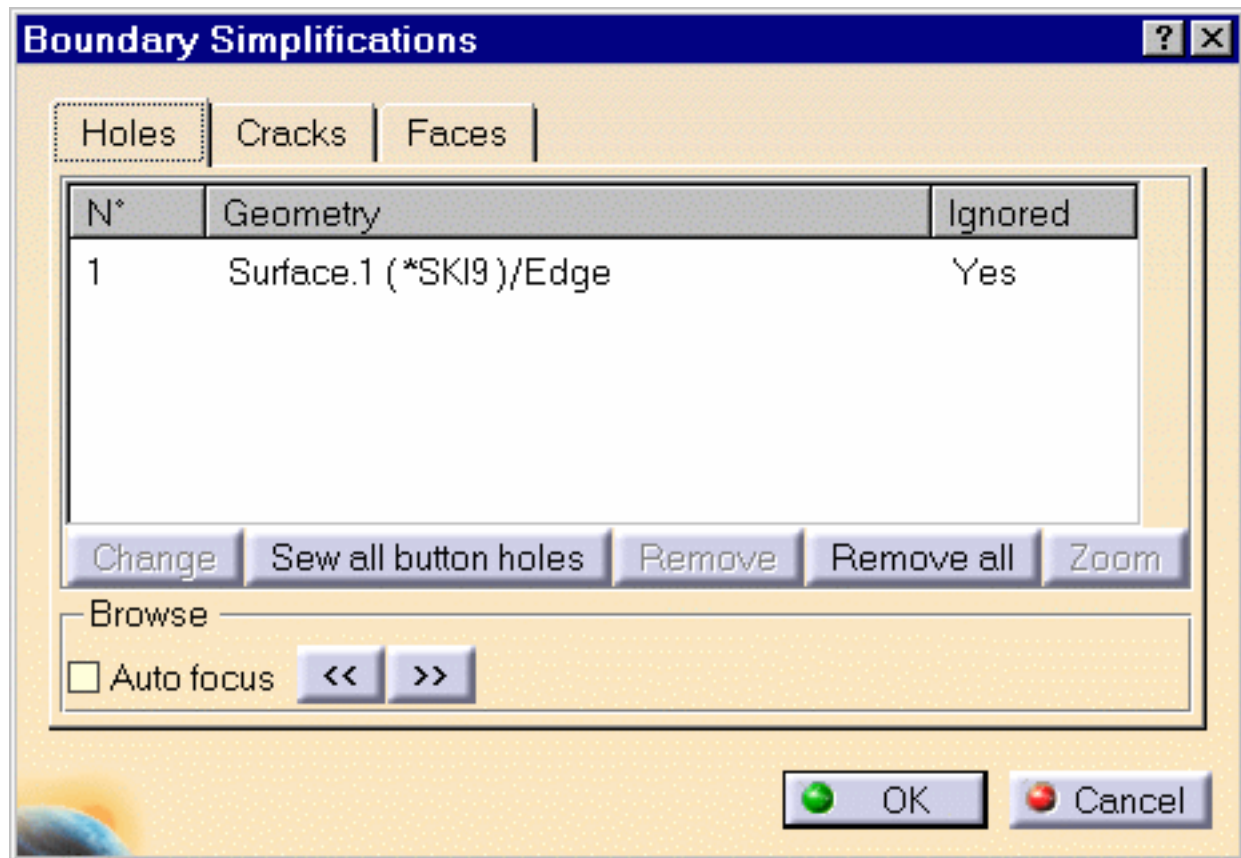 Boundary Simplifications
Holes Cracks Faces
N° Geometry Ignored
1 Surface.1 ( *SKI9 )/Edge Yes
Change Sew all button holes Remove Remove all Zoom
Browse
Auto focus << >>
OK Cancel